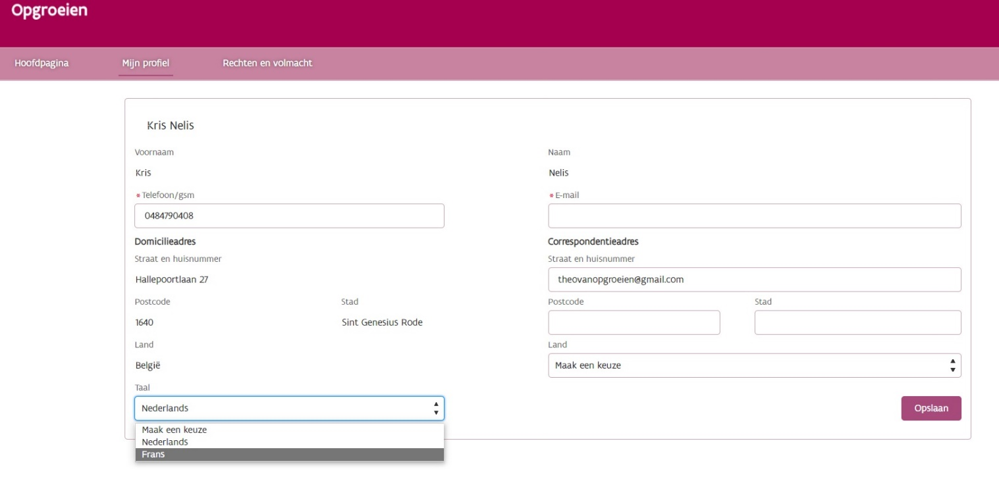 Opgroeien
Hoofdpagina Mijn profiel Rechten en volmacht
Kris Nelis
Voornaam Naam
Kris Nelis
* Telefoon/gsm * E-mail
0484790408
Domicilieadres Correspondentieadres
Straat en huisnummer Straat en huisnummer
Hallepoortlaan 27 theovanopgroeien@gmail.com
Postcode Stad Postcode Stad
1640 Sint Genesius Rode
Land Land
België Maak een keuze
Taal
Nederlands Opslaan
Maak een keuze
Nederlands
Frans